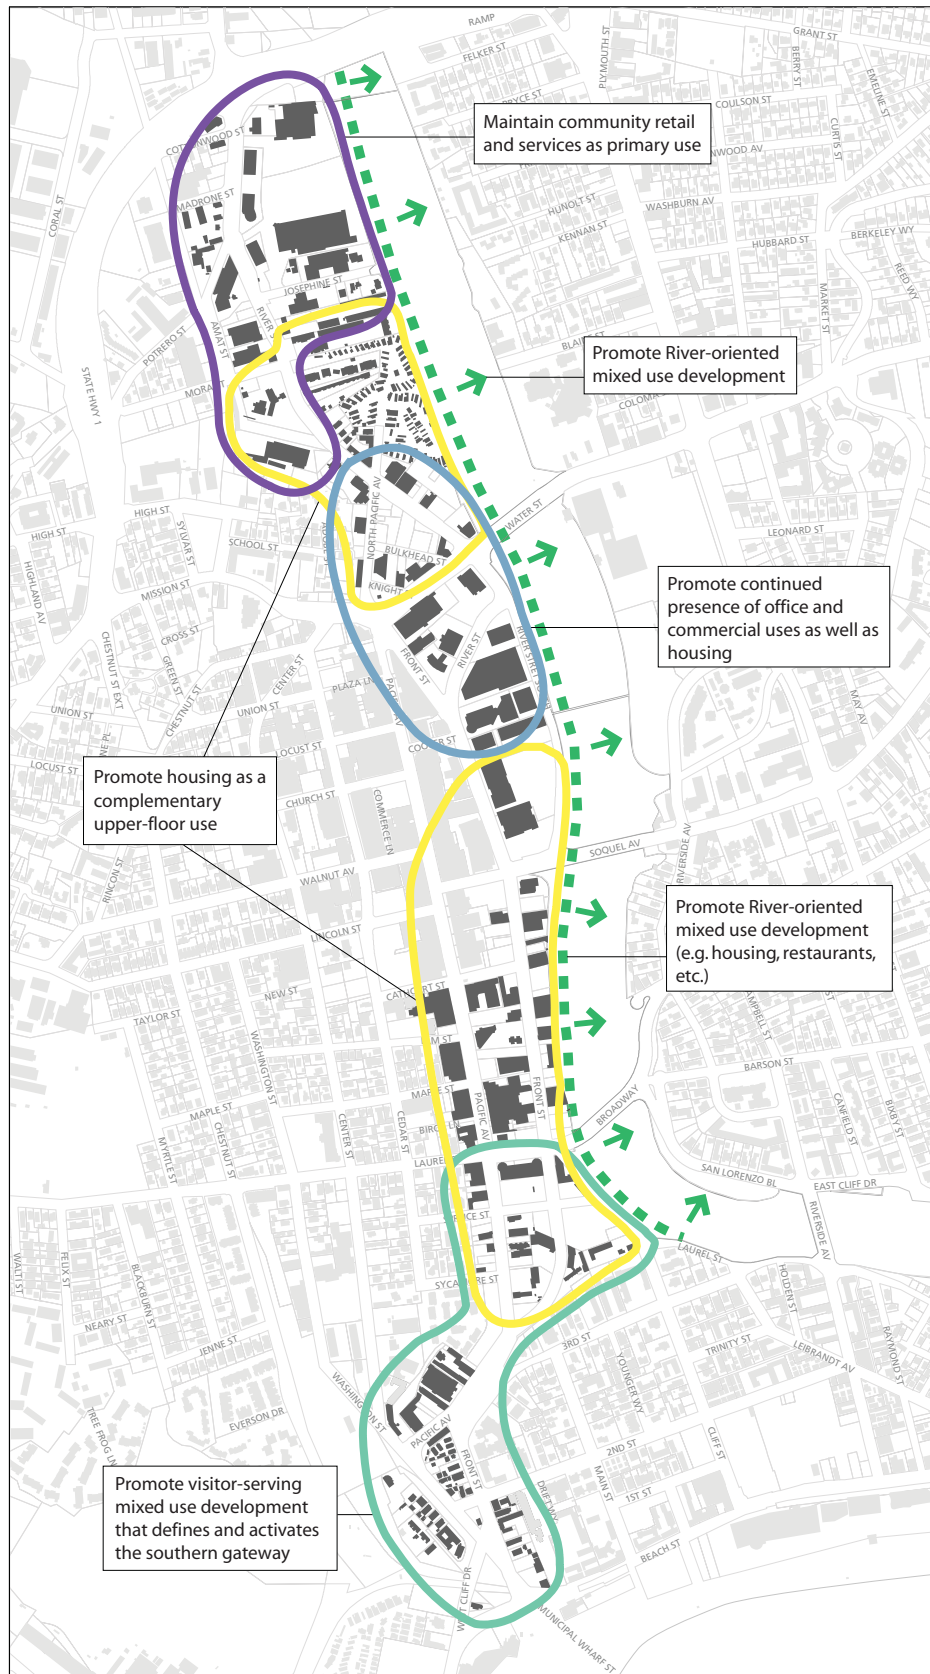 RAMP
GRANT ST
FELKER ST
PLYMOUTH ST
BERRY ST
EMELINE ST
COULSON ST
CURTIS ST
Maintain community retail
and services as primary use
MADRONE ST
CORAL ST
WASHBURN AV
HUNOLT ST
KENNAN ST
HUBBARD ST
BERKELEY WY
REED WY
JOSEPHINE ST
MARKET ST
AMAT ST
POTRERO ST
STATE HWY 1
Promote River-oriented
mixed use development
WATER ST
HIGH ST
HIGH ST
SYLVAR ST
SCHOOL ST
NORTH PACIFIC AV
BULKHEAD ST
LEONARD ST
HIGHLAND AV
MISSION ST
CROSS ST
GREEN ST
CHESTNUT ST EXT
CHESTNUT ST
CENTER ST
Promote continued
presence of office and
commercial uses as well as
housing
RIVER ST
FRONT ST
UNION ST
UNION ST
MAY AV
LOCUST ST
LOCUST ST
Promote housing as a
complementary
upper-floor use
CHURCH ST
COMMERCE LN
WALNUT AV
SOQUEL AV
RIVERSIDE AV
RINCON ST
LINCOLN ST
Promote River-oriented
mixed use development
(e.g. housing, restaurants,
etc.)
NEW ST
TAYLOR ST
WASHINGTON ST
BARSON ST
MAPLE ST
CHESTNUT ST
MYRTLE ST
CENTER ST
CEDAR ST
PACIFIC AV
FRONT ST
BROADWAY
CANFIELD ST
BIXBY ST
SAN LORENZO BL
EAST CLIFF DR
RIVERSIDE AV
LAUREL ST
WALTI ST
FELIX ST
BLACKBURN ST
NEARY ST
JENNE ST
HOLDEN ST
3RD ST
TRINITY ST
LEIBRANDT AV
RAYMOND ST
YOUNGER WY
WASHINGTON ST
EVERSON DR
TREE FROG LN
PACIFIC AV
FRONT ST
2ND ST
CLIFF ST
MAIN ST
1ST ST
DRIFT WY
BEACH ST
Promote visitor-serving
mixed use development
that defines and activates
the southern gateway
WEST CLIFF DR
MUNICIPAL WHARF ST